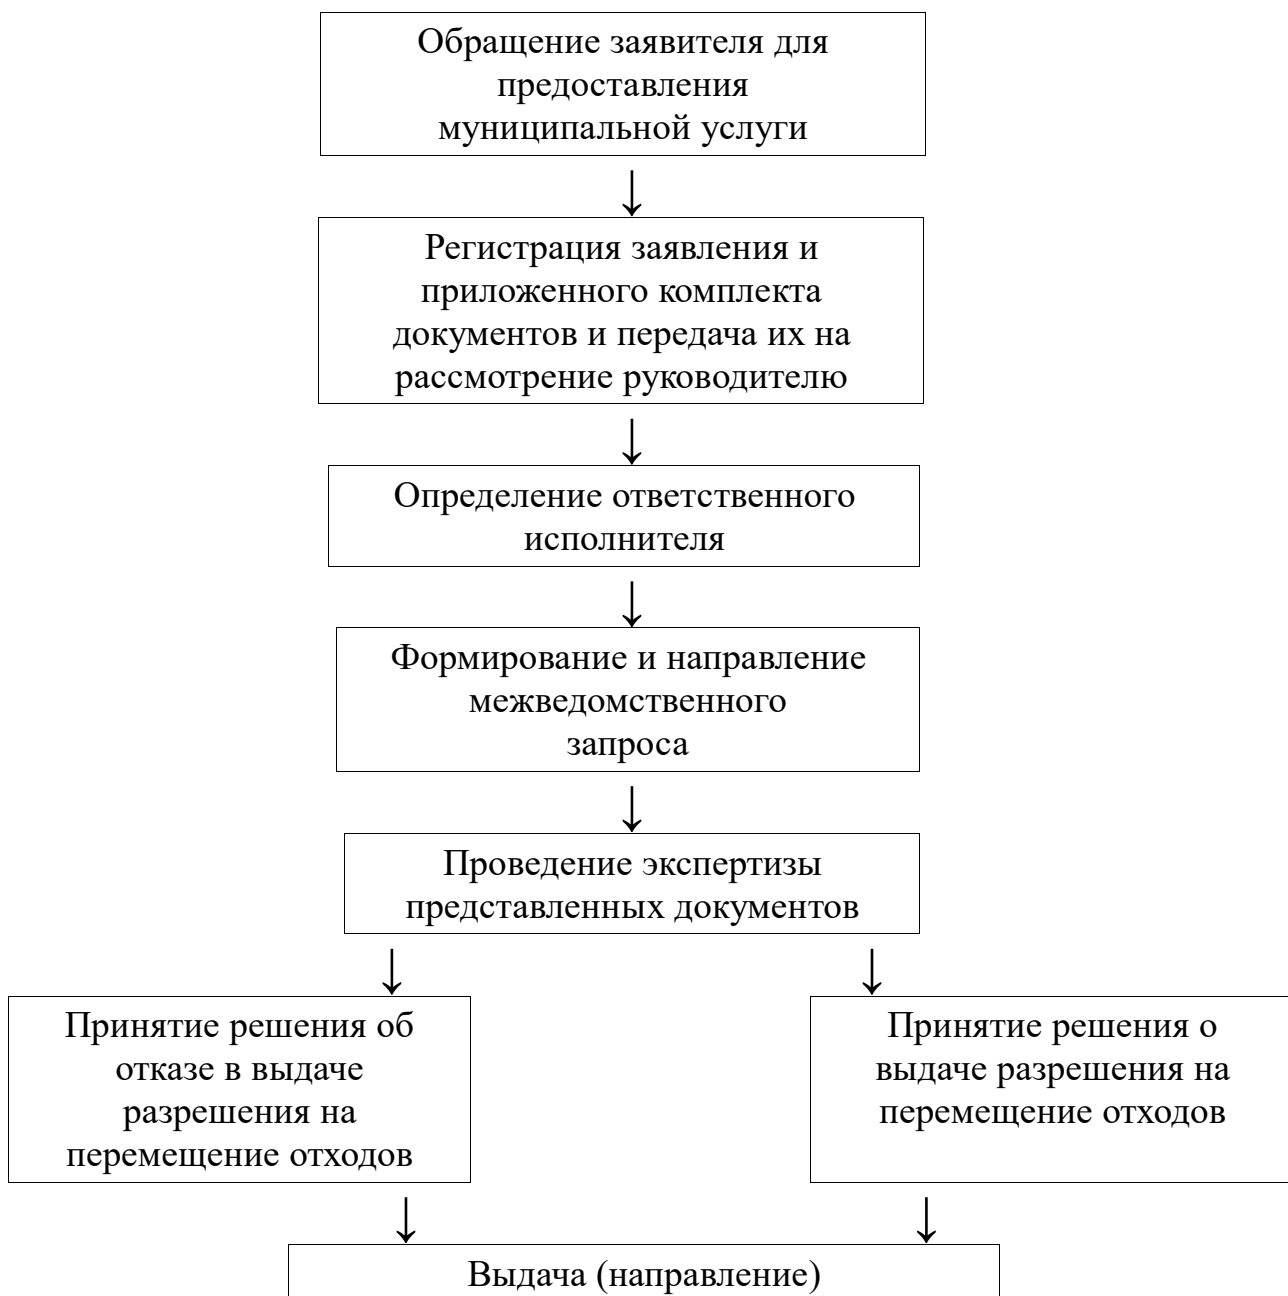 Обращение заявителя для
предоставления
муниципальной услуги
Регистрация заявления и
приложенного комплекта
документов и передача их на
рассмотрение руководителю
Определение ответственного
исполнителя
Формирование и направление
межведомственного
запроса
Проведение экспертизы
представленных документов
Принятие решения об
отказе в выдаче
разрешения на
перемещение отходов
Принятие решения о
выдаче разрешения на
перемещение отходов
Выдача (направление)